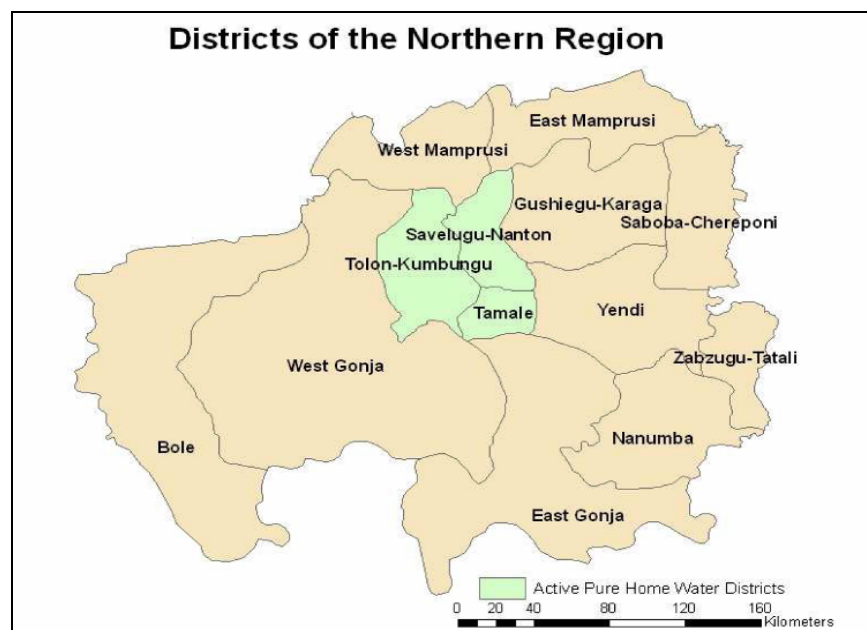 Districts of the Northern Region
East Mamprusi
West Mamprusi
Gushiegu-Karaga
Saboba-Chereponi
Savelugu-Nanton
Tolon-Kumbungu
Tamale
Yendi
Zabzugu-Tatali
West Gonja
Bole
Nanumba
East Gonja
Active Pure Home Water Districts
0 20 40 80 120 160
Kilometers